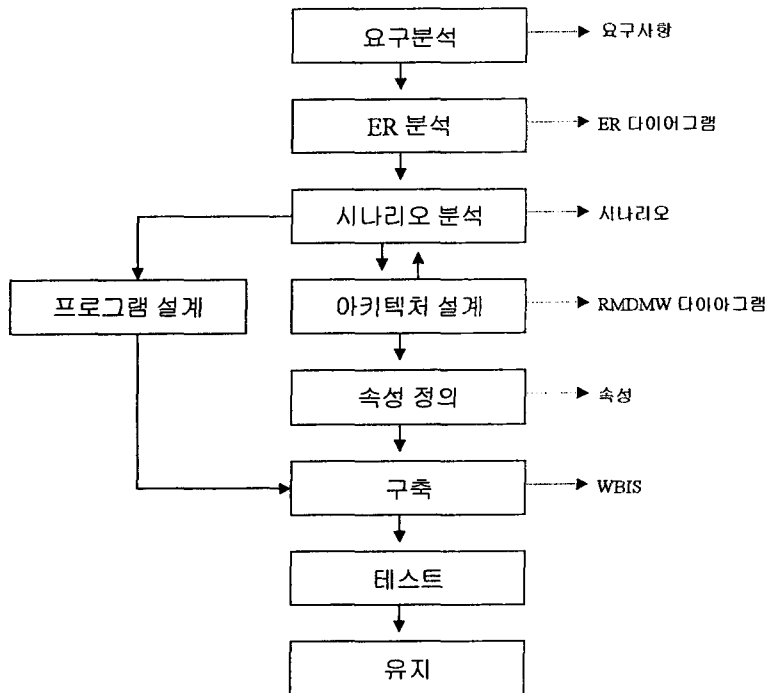 요구분석
요구사항
ER 분석
ER 다이어그램
시나리오 분석
시나리오
프로그램 설계
아키텍처 설계
RMDMW 다이아그램
속성 정의
속성
구축
WBIS
테스트
유지